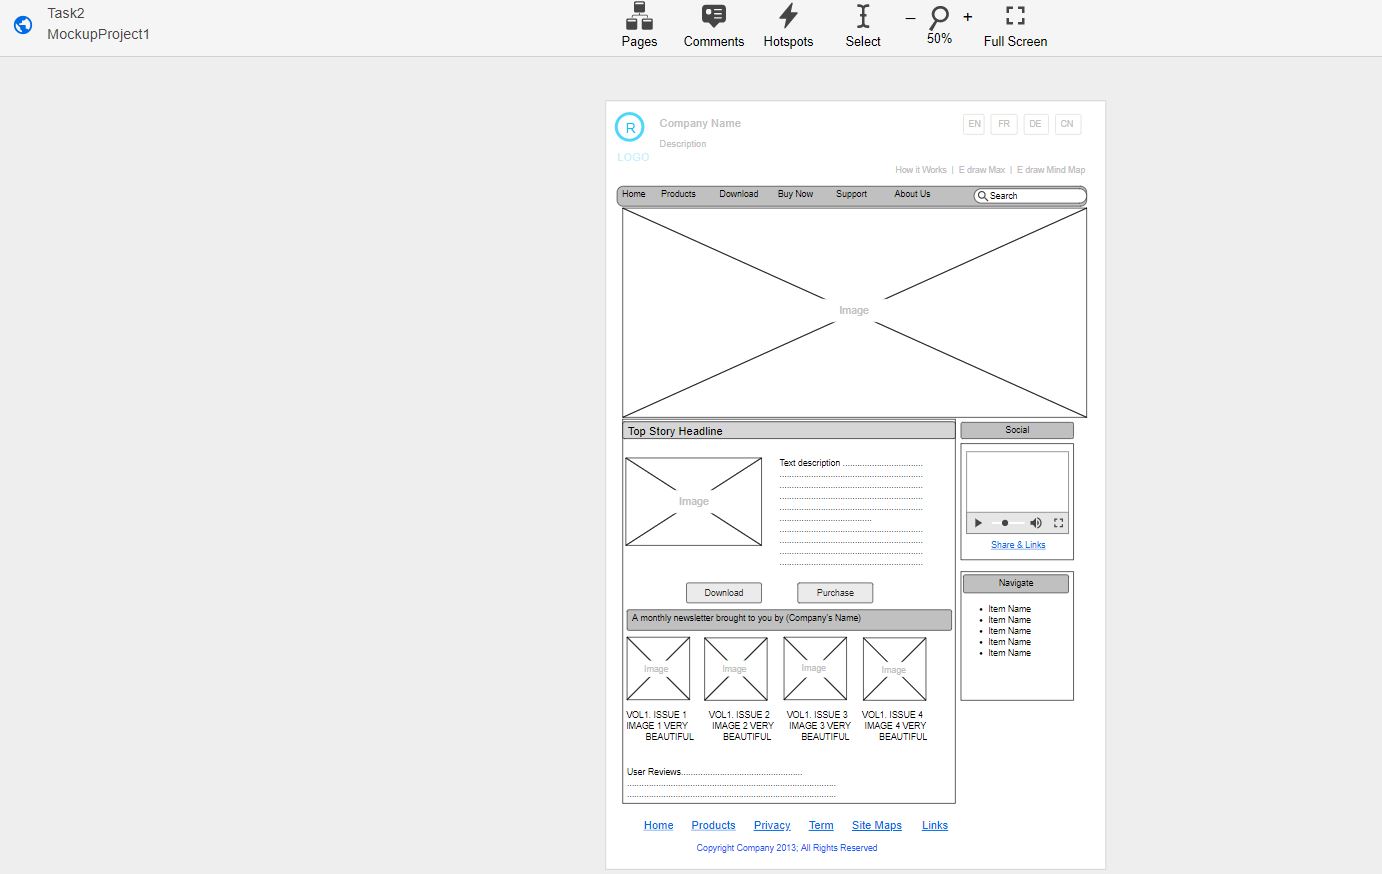 Task2
MockupProject1
Pages
Comments
Hotspots
Select
50%
Full Screen
R
LOGO
Company Name
Description
EN
FR
DE
CN
How it Works | E draw Max | E draw Mind Map
Home
Products
Download
Buy Now
Support
About Us
Search
Image
Top Story Headline
Image
Text description ................................
Download
Purchase
A monthly newsletter brought to you by (Company's Name)
Image
Image
Image
Image
VOL1. ISSUE 1
IMAGE 1 VERY
BEAUTIFUL
VOL1. ISSUE 2
IMAGE 2 VERY
BEAUTIFUL
VOL1. ISSUE 3
IMAGE 3 VERY
BEAUTIFUL
VOL1. ISSUE 4
IMAGE 4 VERY
BEAUTIFUL
User Reviews................................................
Social
Share & Links
Navigate
• Item Name
• Item Name
• Item Name
• Item Name
• Item Name
Home
Products
Privacy
Term
Site Maps
Links
Copyright Company 2013; All Rights Reserved